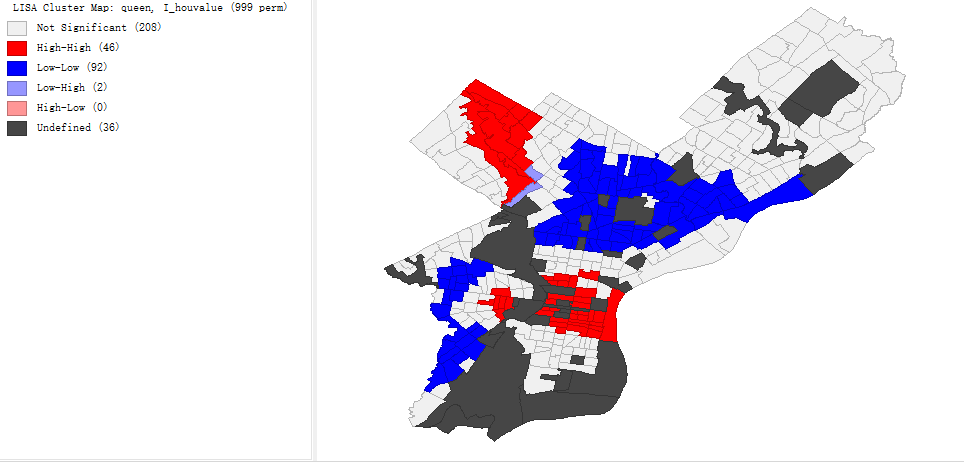 LISA Cluster Map: queen, I_houvalue (999 perm)
Not Significant (208)
High-High (46)
Low-Low (92)
Low-High (2)
High-Low (0)
Undefined (36)